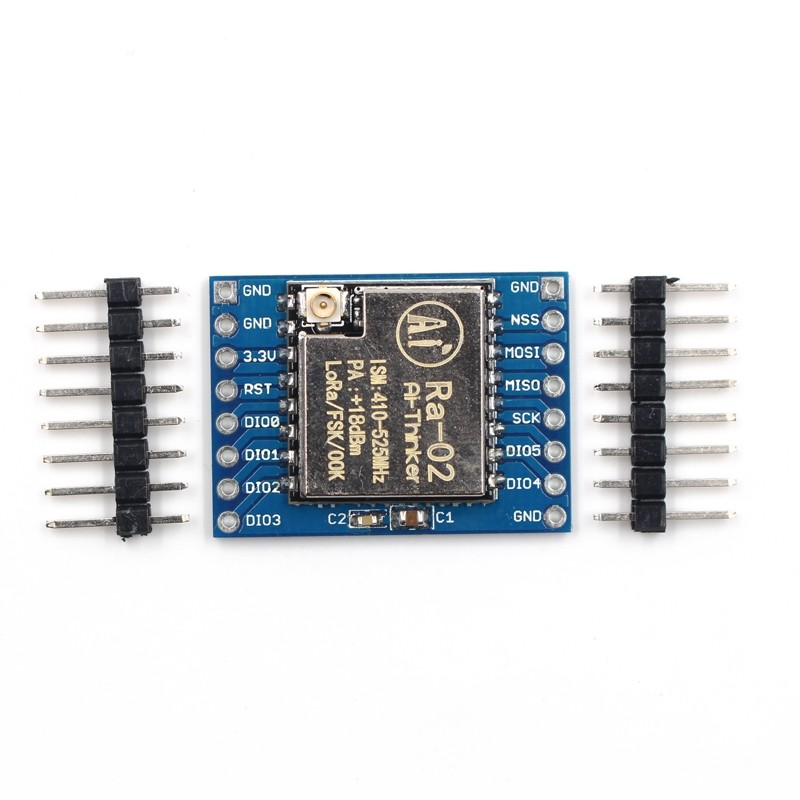 GND
GND
3.3V
RST
DIO0
DIO1
DIO2
DIO3
Ai
Ra-02
AI-Thinker
ISM:410-525MHz
PA:+18dBm
LoRa/FSK/OOK
C2
C1
GND
NSS
MOSI
MISO
SCK
DIO5
DIO4
GND